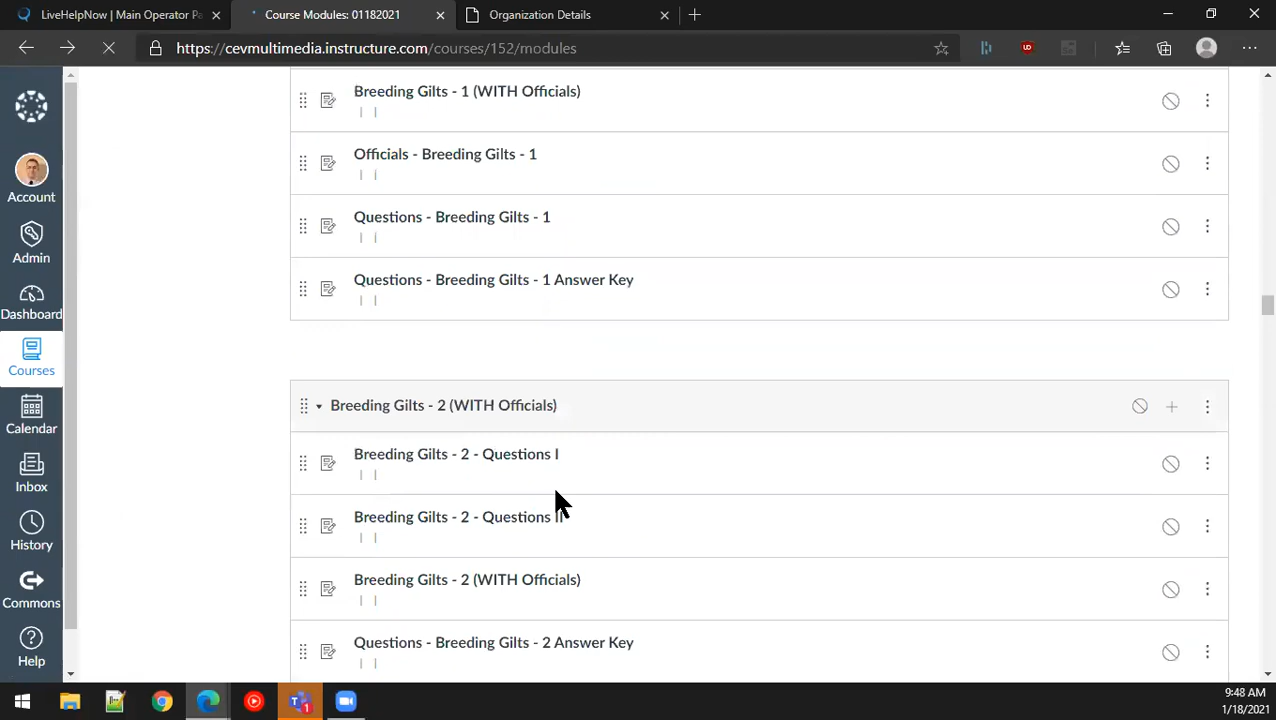 LiveHelpNow | Main Operator Pa
Course Modules: 01182021
Organization Details
https://cevmultimedia.instructure.com/courses/152/modules
Account
Admin
Dashboard
Courses
Calendar
Inbox
History
Commons
Help
Breeding Gilts - 1 (WITH Officials)
Officials - Breeding Gilts - 1
Questions - Breeding Gilts - 1
Questions - Breeding Gilts - 1 Answer Key
Breeding Gilts - 2 (WITH Officials)
Breeding Gilts - 2 - Questions I
Breeding Gilts - 2 - Questions II
Breeding Gilts - 2 (WITH Officials)
Questions - Breeding Gilts - 2 Answer Key
9:48 AM
1/18/2021